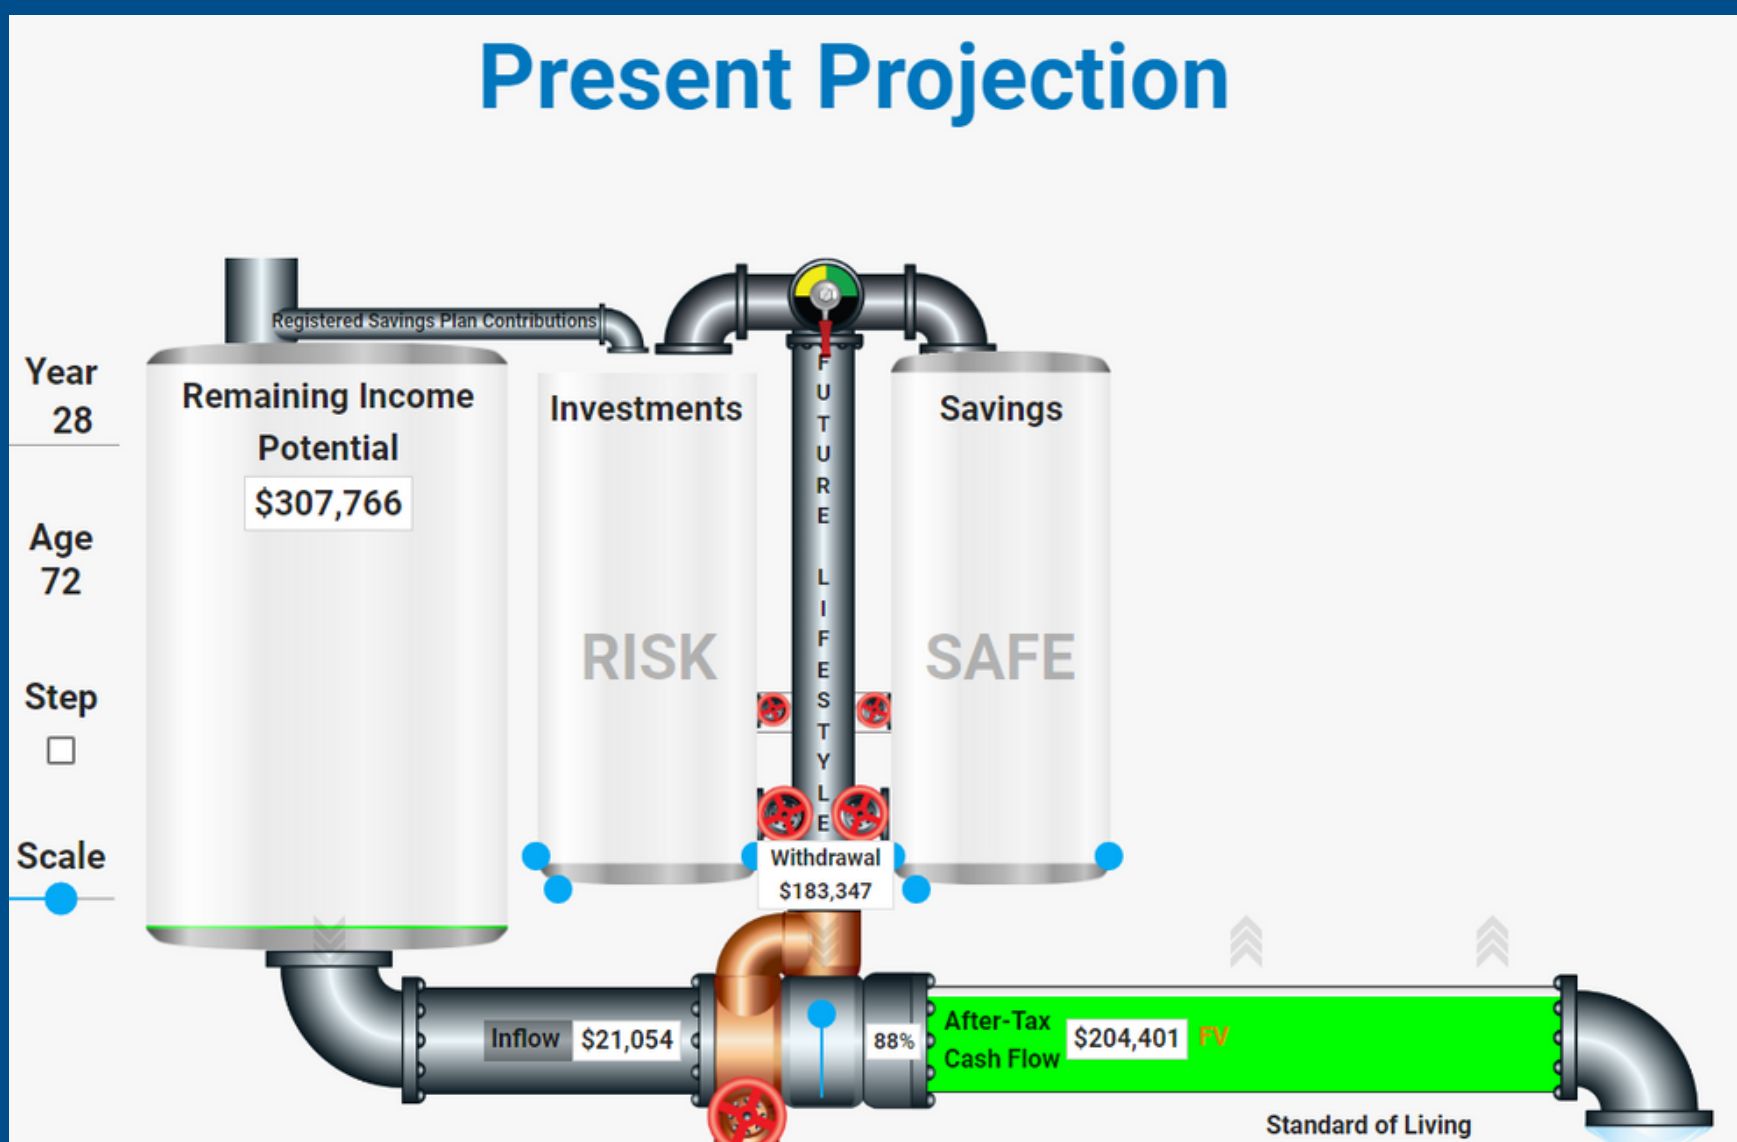 Present Projection
Registered Savings Plan Contributions
Year
28
Age
72
Step
Scale
Remaining Income
Potential
$307,766
Investments
RISK
FUTURE LIFESTYLE
Savings
SAFE
Withdrawal
$183,347
Inflow
$21,054
88%
After-Tax
Cash Flow
$204,401
FV
Standard of Living